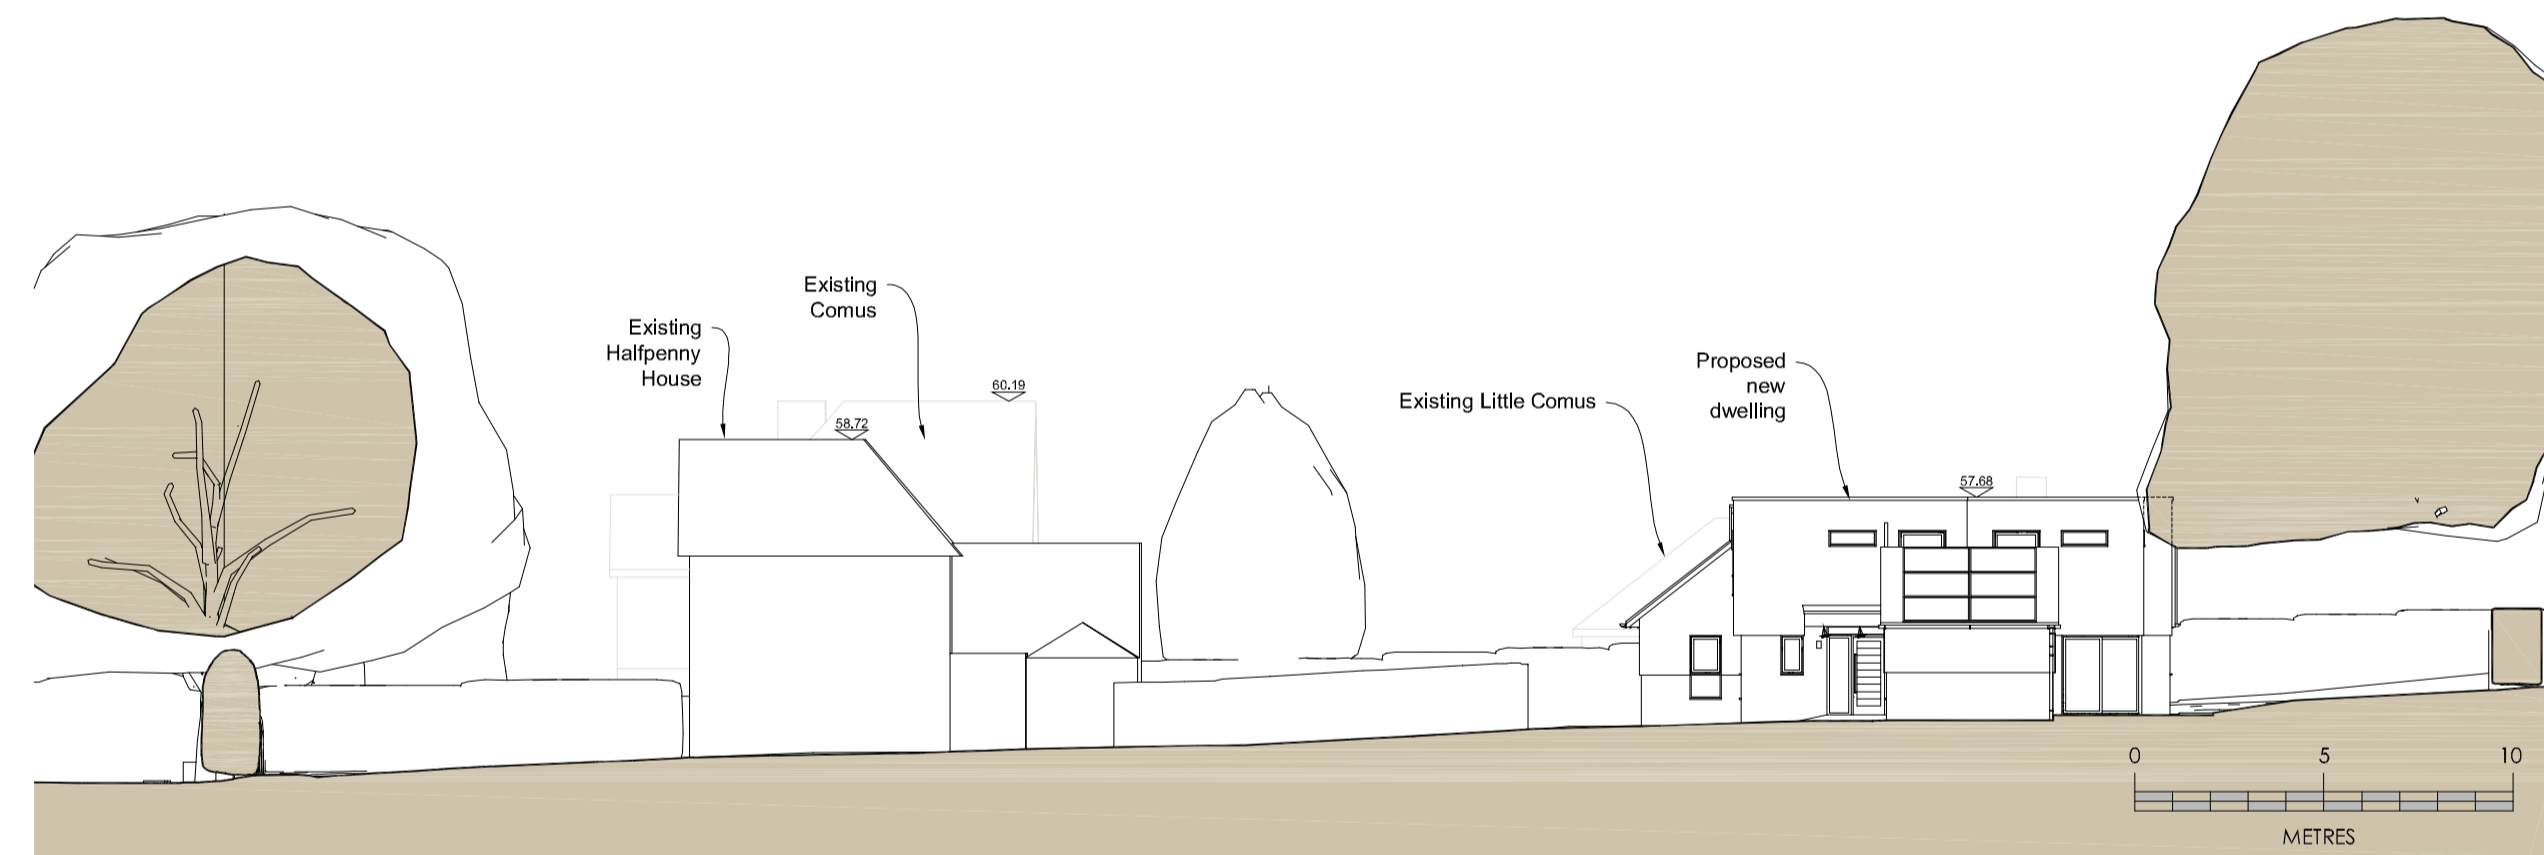 Existing
Comus
Existing
Halfpenny
House
60.19
58.72
Existing Little Comus
Proposed
new
dwelling
57.68
0 5 10
METRES